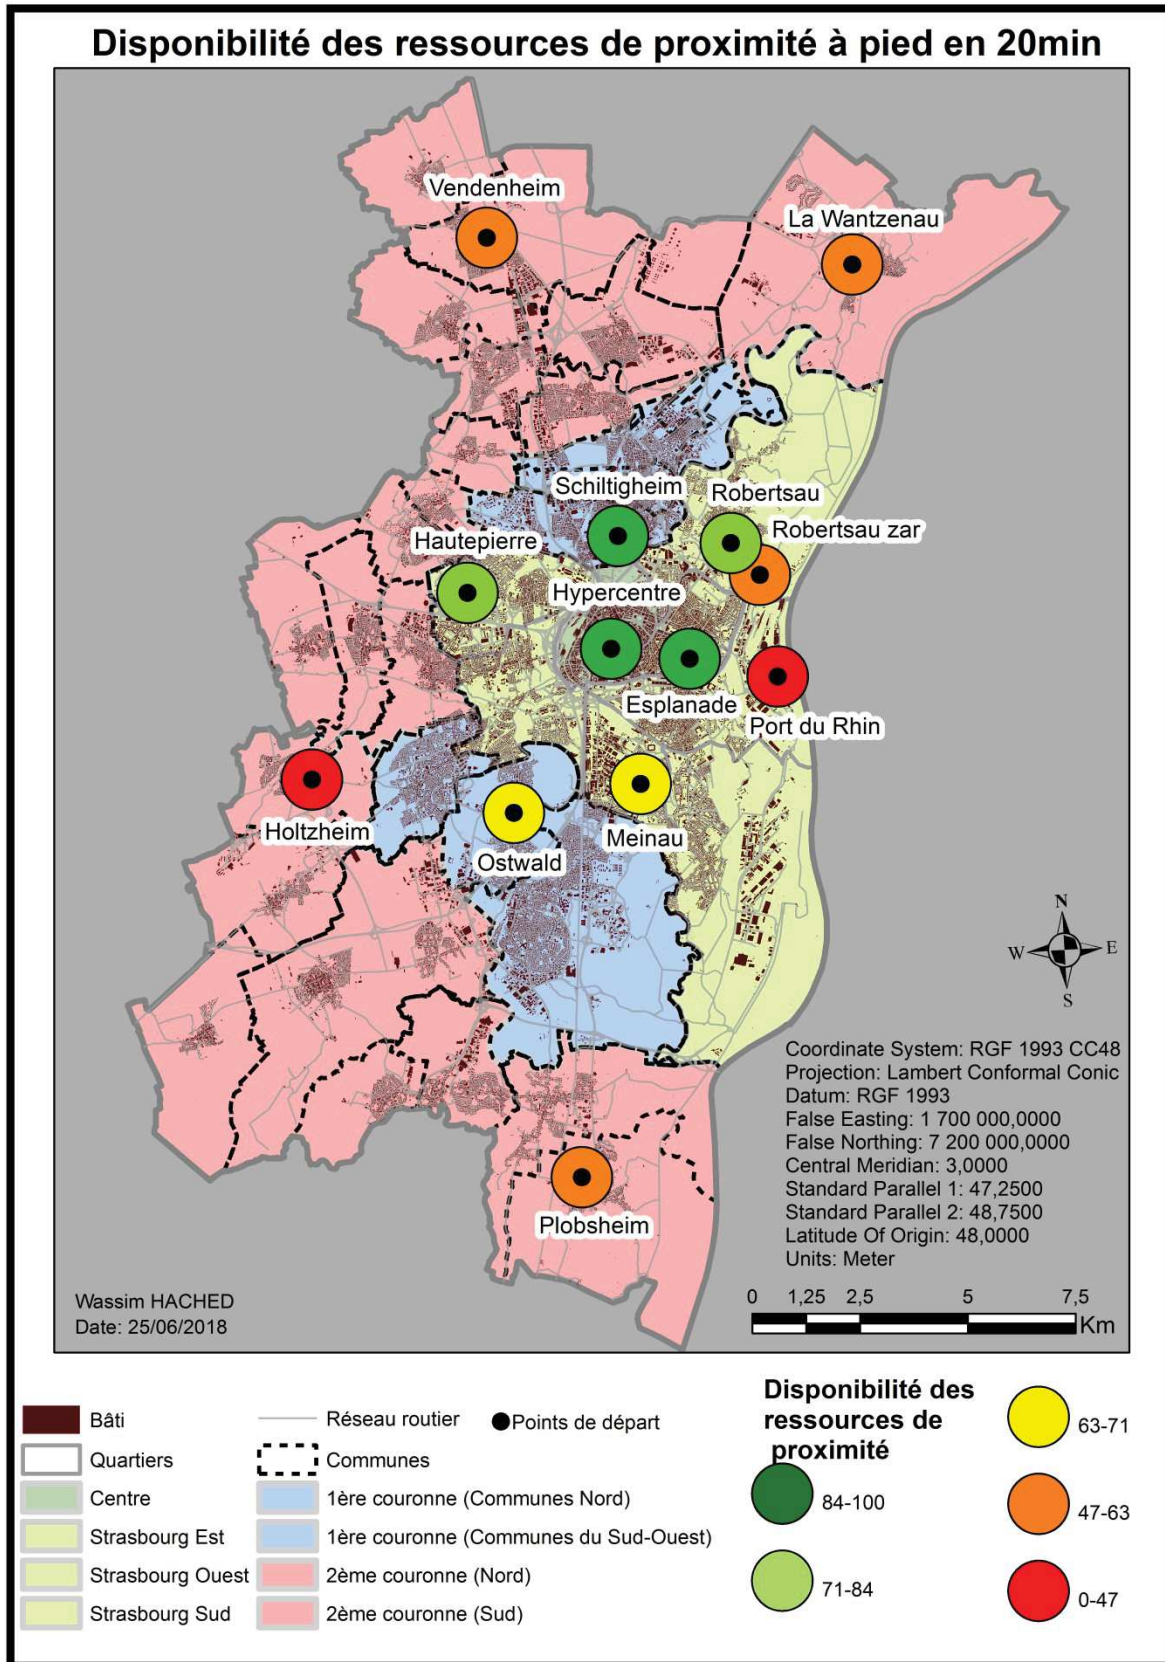 Disponibilité des ressources de proximité à pied en 20min
Vendenheim
La Wantzenau
Schiltigheim
Robertsau
Robertsau zar
Hautepierre
Hypercentre
Esplanade
Port du Rhin
Holtzheim
Ostwald
Meinau
Plobsheim
N
W
E
S
Coordinate System: RGF 1993 CC48
Projection: Lambert Conformal Conic
Datum: RGF 1993
False Easting: 1 700 000,0000
False Northing: 7 200 000,0000
Central Meridian: 3,0000
Standard Parallel 1: 47,2500
Standard Parallel 2: 48,7500
Latitude Of Origin: 48,0000
Units: Meter
Wassim HACHED
Date: 25/06/2018
0 1,25 2,5 5 7,5
Km
Bâti
Quartiers
Centre
Strasbourg Est
Strasbourg Ouest
Strasbourg Sud
Réseau routier
Communes
1ère couronne (Communes Nord)
1ère couronne (Communes du Sud-Ouest)
2ème couronne (Nord)
2ème couronne (Sud)
Points de départ
Disponibilité des
ressources de
proximité
84-100
71-84
63-71
47-63
0-47